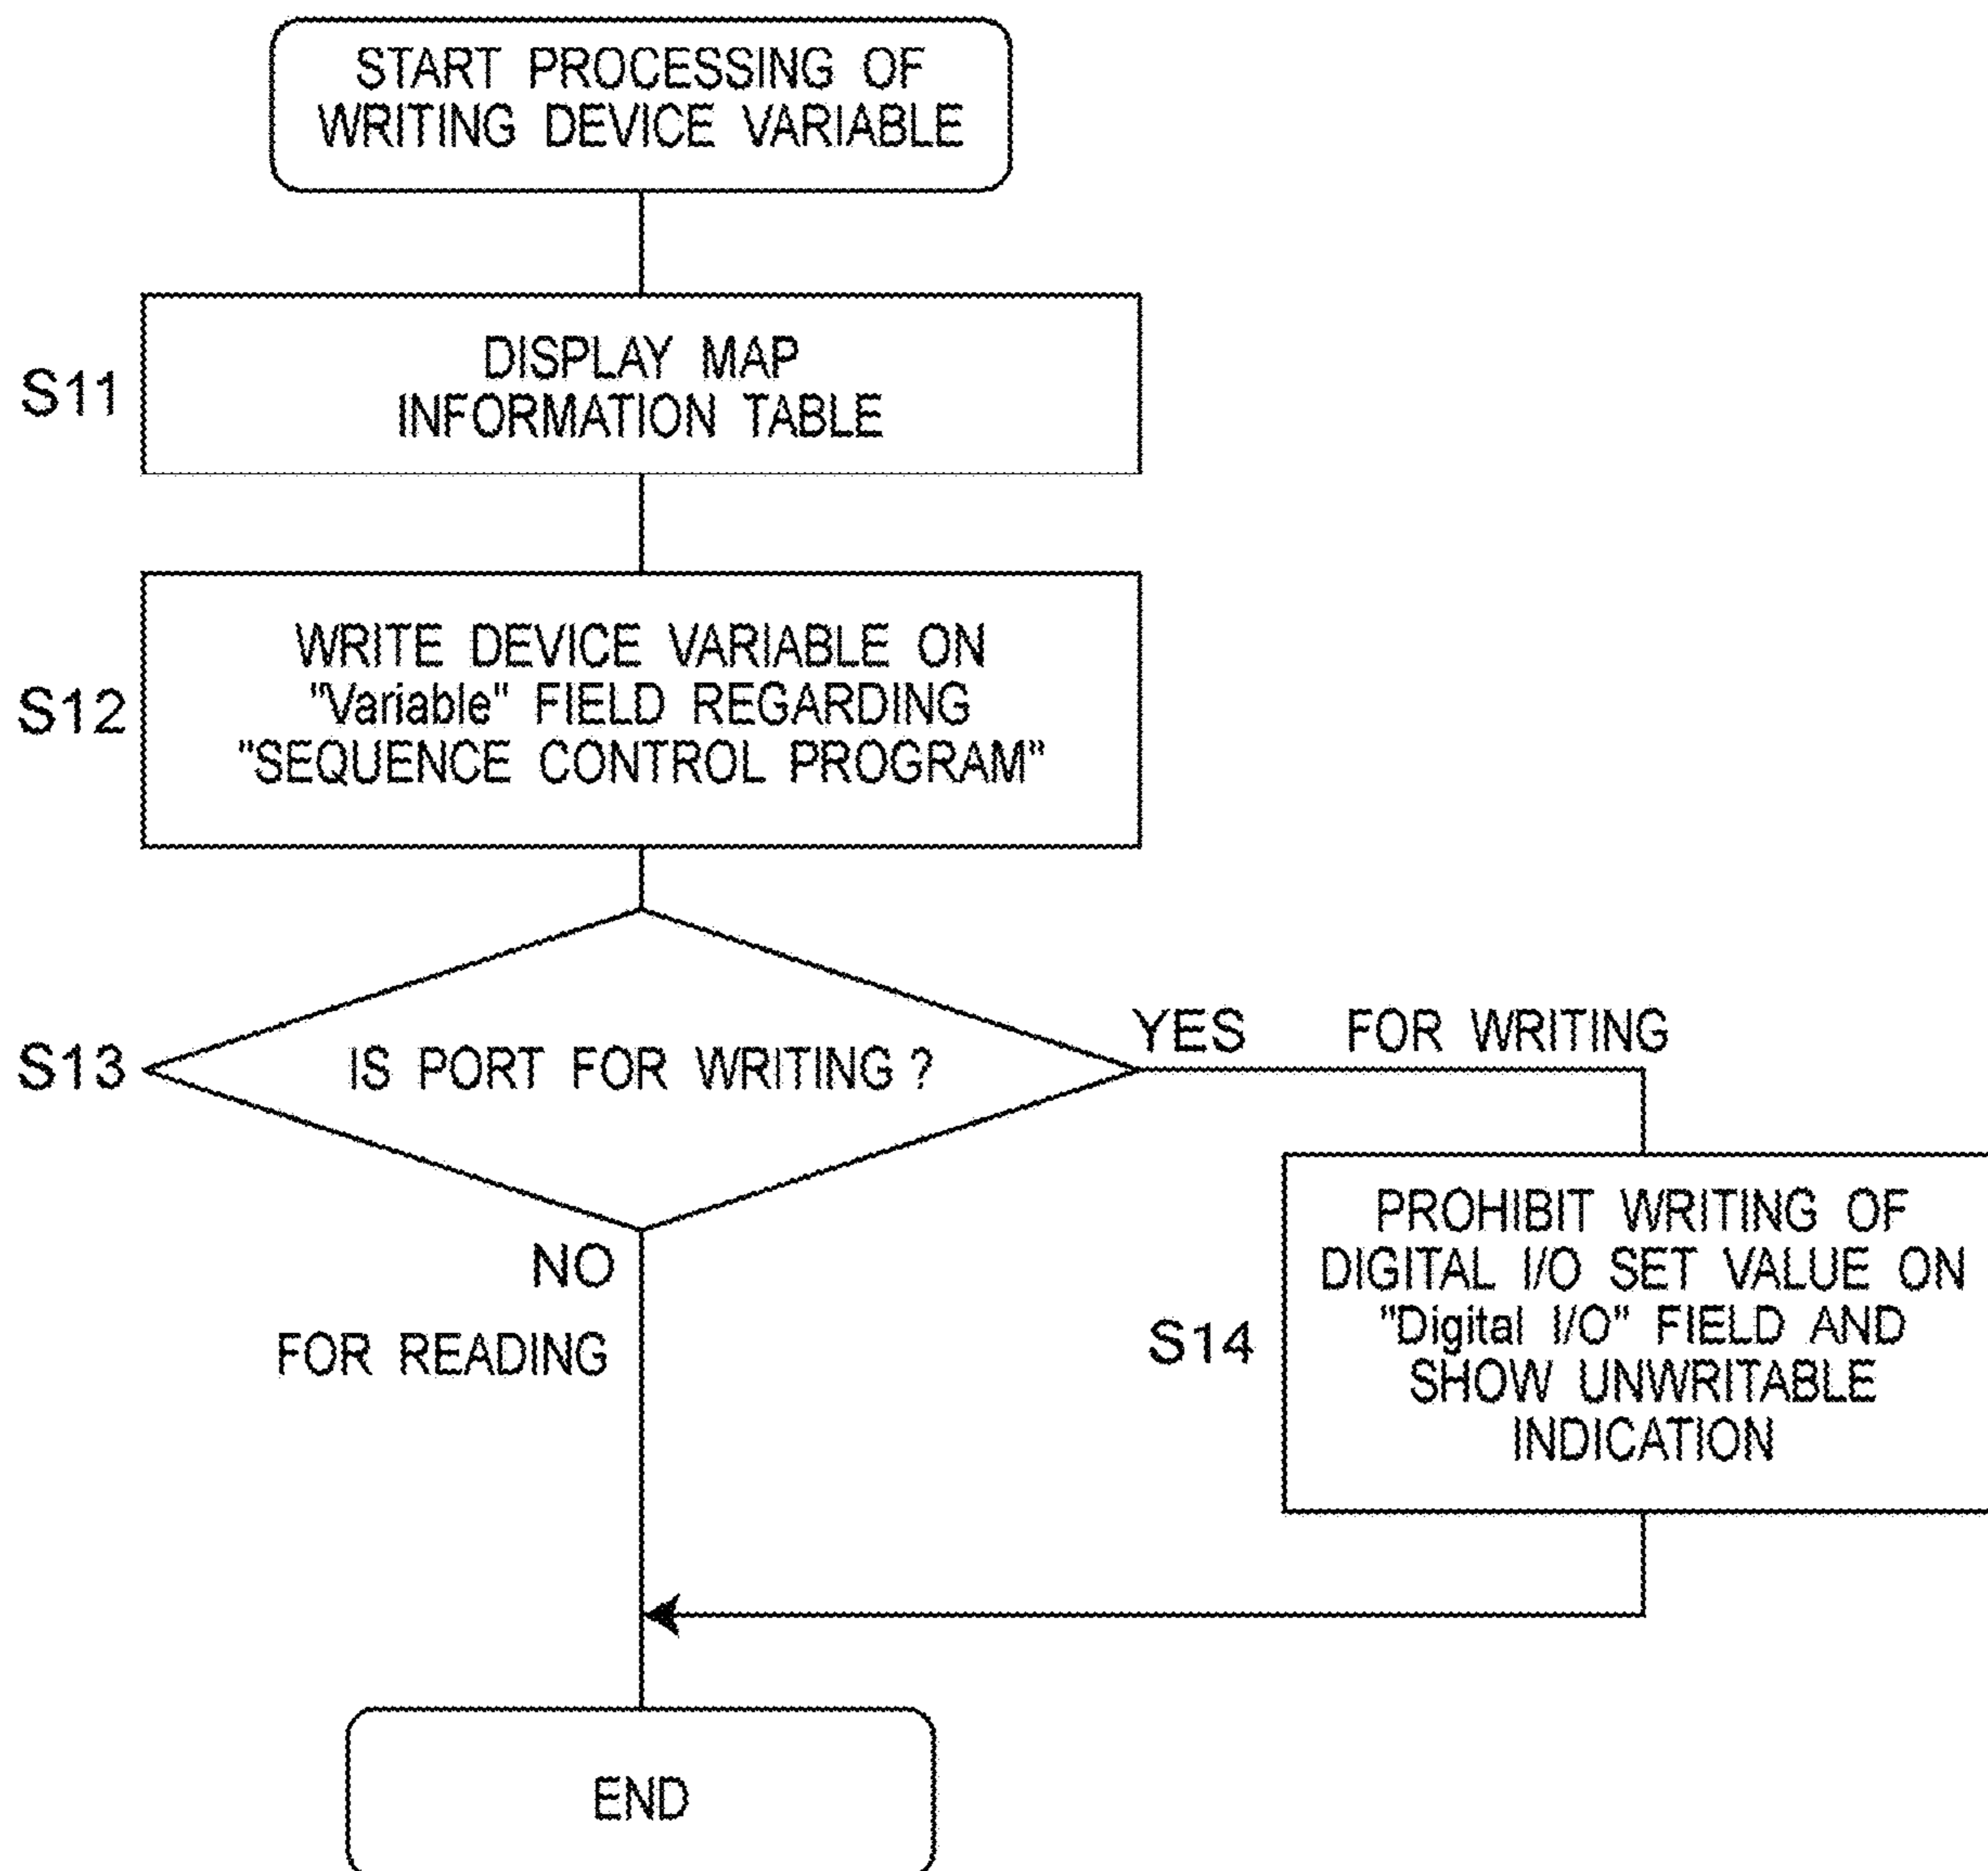 START PROCESSING OF
WRITING DEVICE VARIABLE
S11
DISPLAY MAP
INFORMATION TABLE
S12
WRITE DEVICE VARIABLE ON
"Variable" FIELD REGARDING
"SEQUENCE CONTROL PROGRAM"
S13
IS PORT FOR WRITING ?
YES FOR WRITING
NO
FOR READING
S14
PROHIBIT WRITING OF
DIGITAL I/O SET VALUE ON
"Digital I/O" FIELD AND
SHOW UNWRITABLE
INDICATION
END